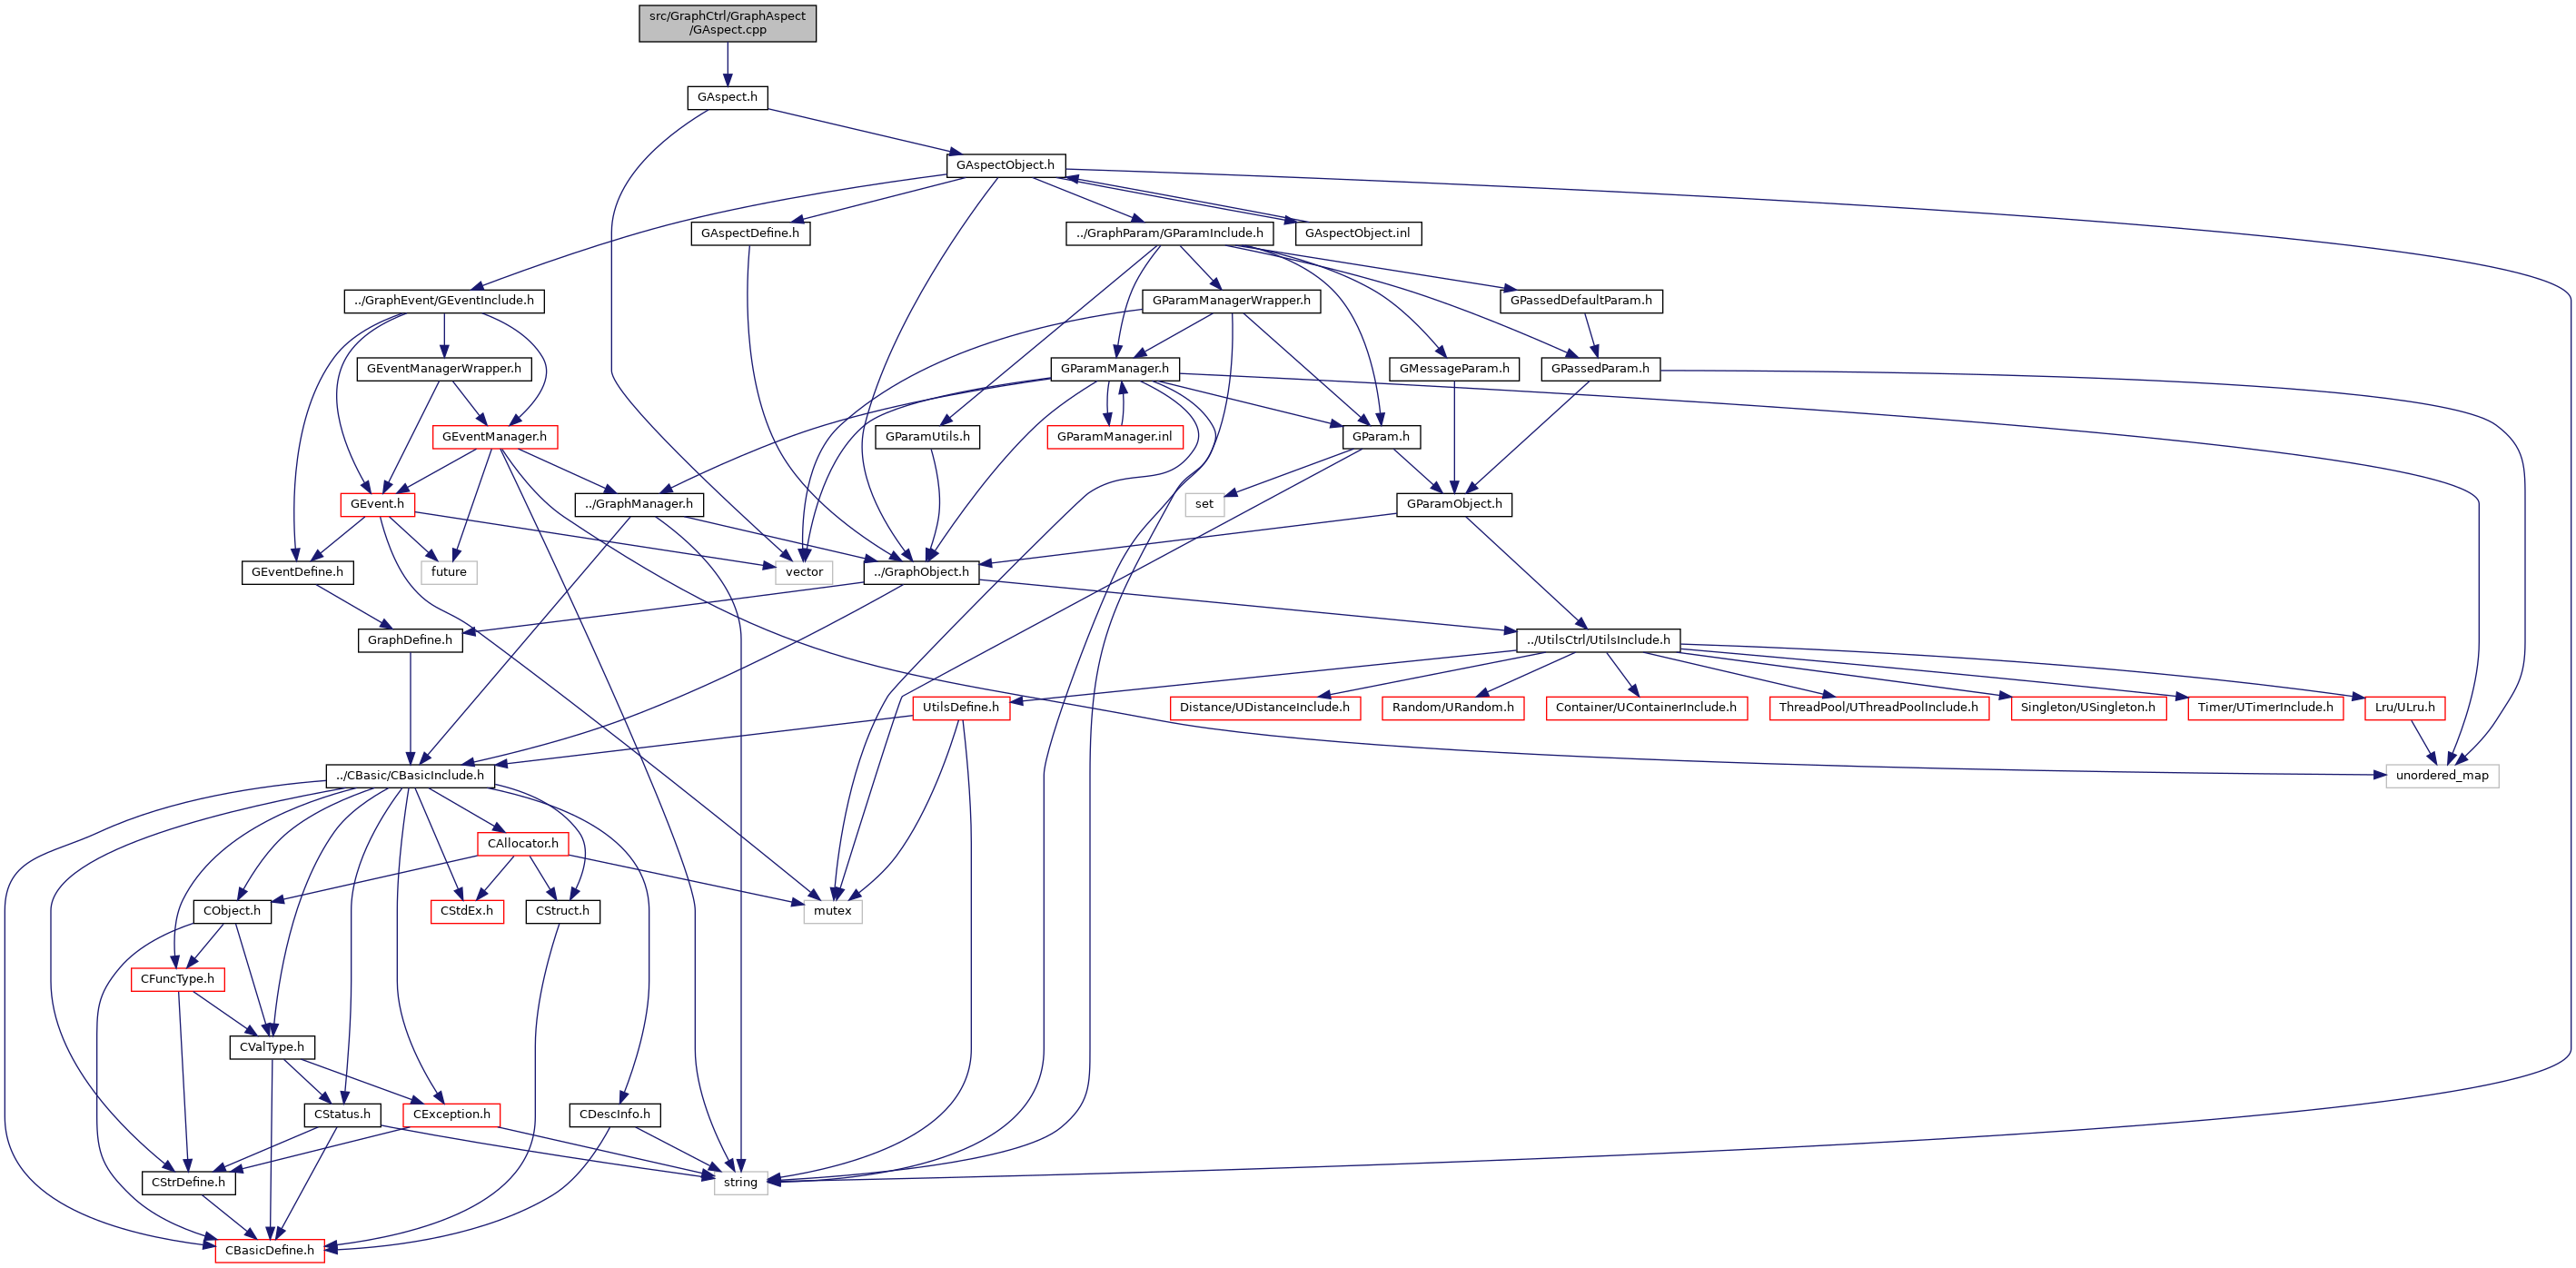 src/GraphCtrl/GraphAspect
/GAspect.cpp
GAspect.h
GAspectObject.h
GAspectDefine.h
../GraphParam/GParamInclude.h
GAspectObject.inl
../GraphEvent/GEventInclude.h
GParamManagerWrapper.h
GPassedDefaultParam.h
GEventManagerWrapper.h
GParamManager.h
GMessageParam.h
GPassedParam.h
GEventManager.h
GParamUtils.h
GParamManager.inl
GParam.h
GEvent.h
../GraphManager.h
set
GParamObject.h
GEventDefine.h
future
vector
../GraphObject.h
GraphDefine.h
../UtilsCtrl/UtilsInclude.h
UtilsDefine.h
Distance/UDistanceInclude.h
Random/URandom.h
Container/UContainerInclude.h
ThreadPool/UThreadPoolInclude.h
Singleton/USingleton.h
Timer/UTimerInclude.h
Lru/ULru.h
../CBasic/CBasicInclude.h
unordered_map
CAllocator.h
CObject.h
CStdEx.h
CStruct.h
mutex
CFuncType.h
CValType.h
CStatus.h
CException.h
CDescInfo.h
CStrDefine.h
string
CBasicDefine.h